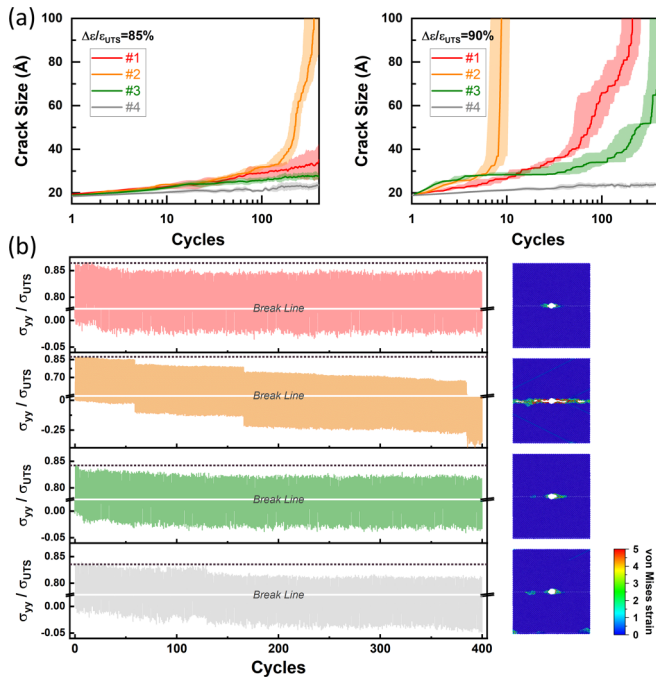 (a)
Δε/ε_UTS=85%
#1
#2
#3
#4
Crack Size (Å)
100
80
60
40
20
1
10
100
Cycles
Δε/ε_UTS=90%
#1
#2
#3
#4
Crack Size (Å)
100
80
60
40
20
1
10
100
Cycles
(b)
σyy / σUTS
0.85
0.80
0.00
-0.05
Break Line
σyy / σUTS
0.85
0.70
0
-0.25
Break Line
σyy / σUTS
0.85
0.80
0.00
-0.05
Break Line
σyy / σUTS
0.85
0.80
0.00
-0.05
Break Line
0
100
200
300
400
Cycles
5
4
3
2
1
0
von Mises strain